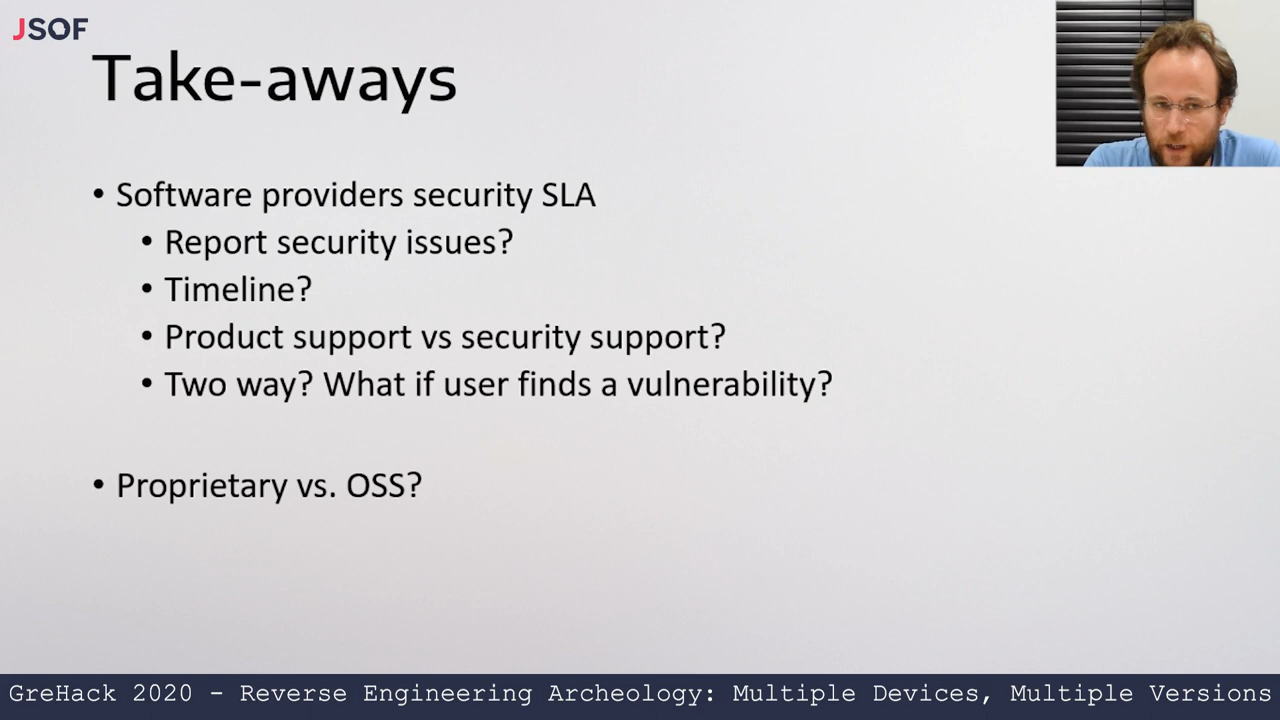 JSOF
Take-aways
• Software providers security SLA
• Report security issues?
• Timeline?
• Product support vs security support?
• Two way? What if user finds a vulnerability?
• Proprietary vs. OSS?
GreHack 2020 - Reverse Engineering Archeology: Multiple Devices, Multiple Versions